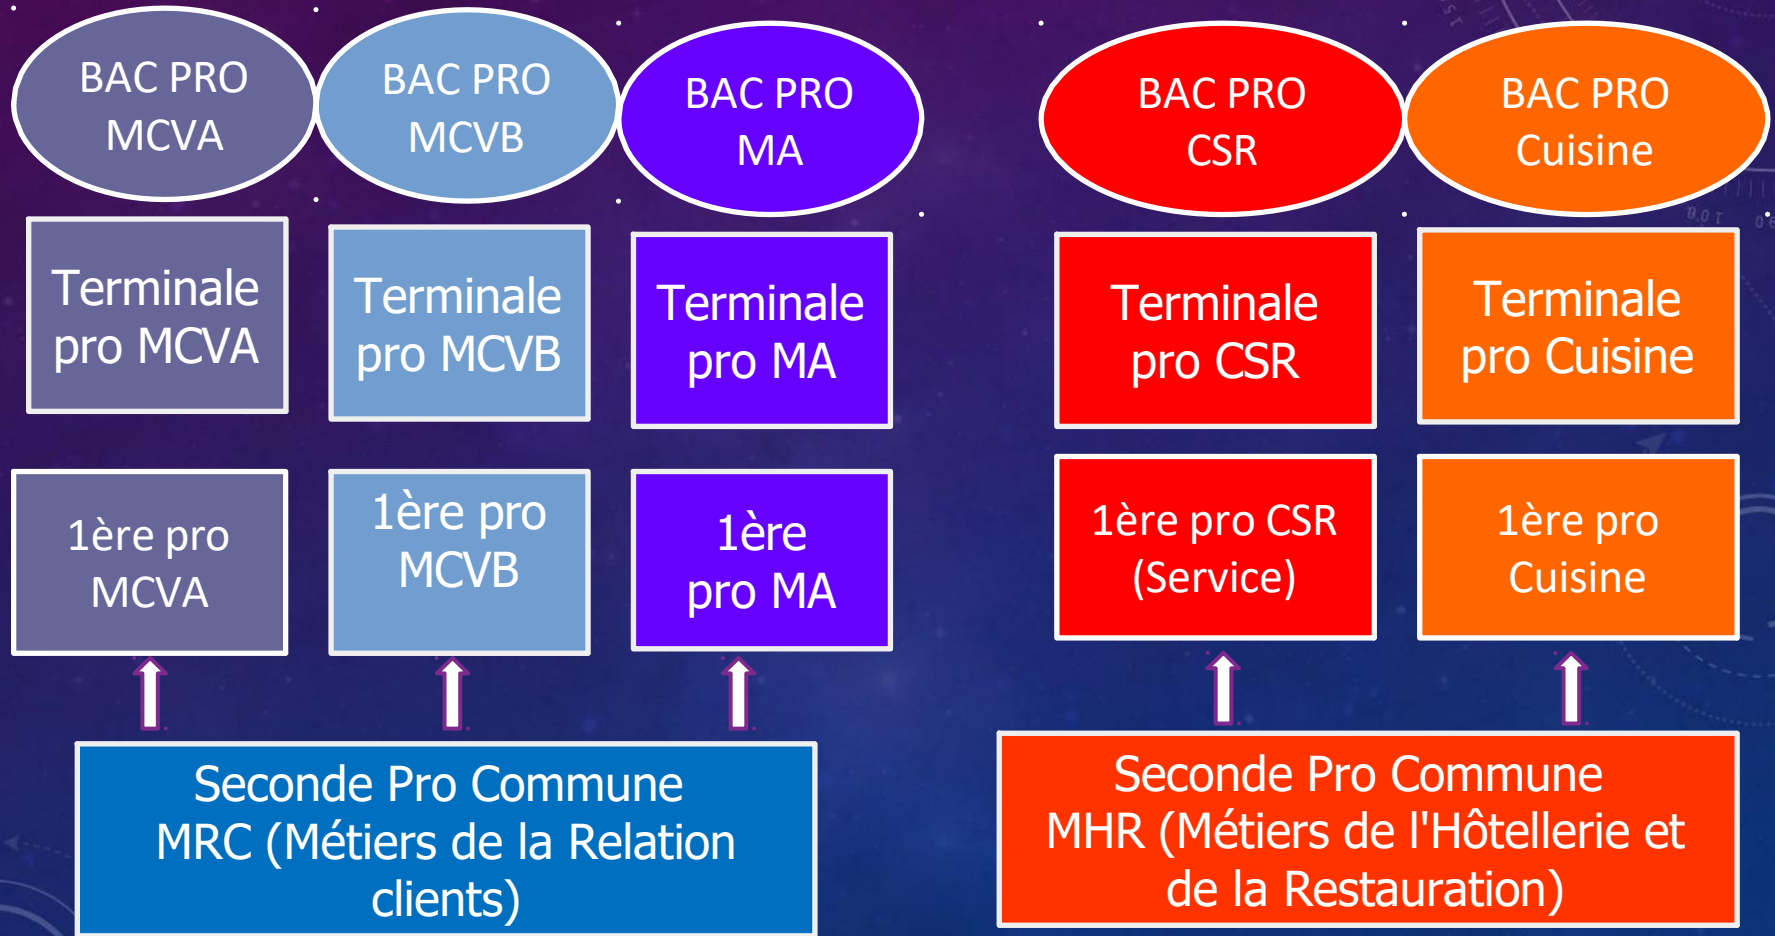 BAC PRO
MCVA
BAC PRO
MCVB
BAC PRO
MA
BAC PRO
CSR
BAC PRO
Cuisine
Terminale
pro MCVA
Terminale
pro MCVB
Terminale
pro MA
Terminale
pro CSR
Terminale
pro Cuisine
1ère pro
MCVA
1ère pro
MCVB
1ère
pro MA
1ère pro CSR
(Service)
1ère pro
Cuisine
Seconde Pro Commune
MRC (Métiers de la Relation
clients)
Seconde Pro Commune
MHR (Métiers de l'Hôtellerie et
de la Restauration)